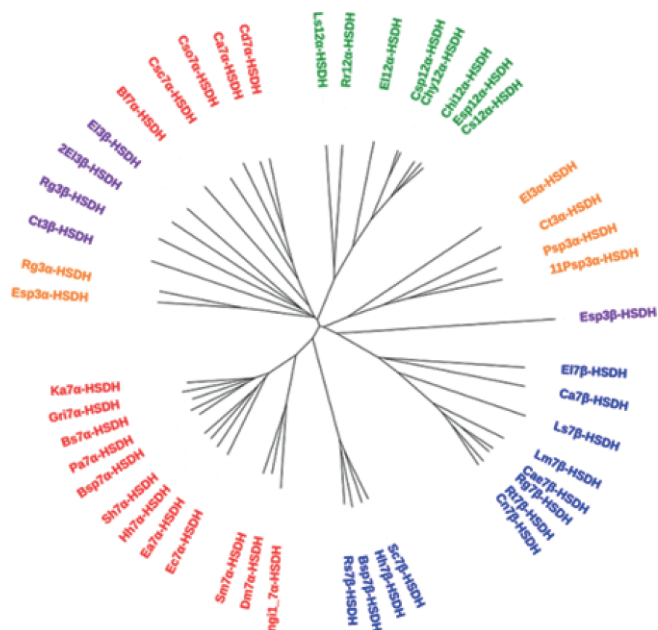 Ls12α-HSDH
Rr12α-HSDH
El12α-HSDH
Csp12α-HSDH
Chy12α-HSDH
Chi12α-HSDH
Esp12α-HSDH
Cs12α-HSDH
El3α-HSDH
Ct3α-HSDH
Psp3α-HSDH
11Psp3α-HSDH
Esp3β-HSDH
El7β-HSDH
Ca7β-HSDH
Ls7β-HSDH
Lm7β-HSDH
Cae7β-HSDH
Rg7β-HSDH
Rt7β-HSDH
Cn7β-HSDH
Sc7β-HSDH
Hh7β-HSDH
Bsp7β-HSDH
Rs7β-HSDH
ngi1_7α-HSDH
Dm7α-HSDH
Sm7α-HSDH
Ec7α-HSDH
Ea7α-HSDH
Hh7α-HSDH
Sh7α-HSDH
Bsp7α-HSDH
Pa7α-HSDH
Bs7α-HSDH
Gri7α-HSDH
Ka7α-HSDH
Esp3α-HSDH
Rg3α-HSDH
Ct3β-HSDH
Rg3β-HSDH
2El3β-HSDH
El3β-HSDH
Bf7α-HSDH
Csc7α-HSDH
Cso7α-HSDH
Ca7α-HSDH
Cd7α-HSDH